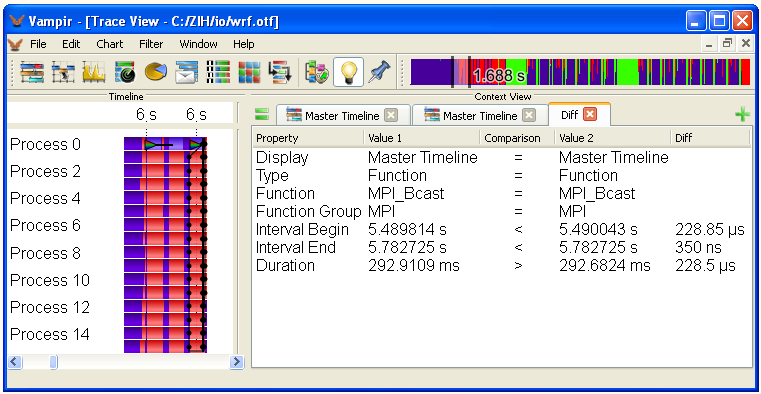 Vampir - [Trace View - C:/ZIH/io/wrf.otf]
File Edit Chart Filter Window Help
1.688 s
Timeline
6 s 6 s
Process 0
Process 2
Process 4
Process 6
Process 8
Process 10
Process 12
Process 14
Context View
Master Timeline Master Timeline Diff
Property Value 1 Comparison Value 2 Diff
Display Master Timeline = Master Timeline
Type Function = Function
Function MPI_Bcast = MPI_Bcast
Function Group MPI = MPI
Interval Begin 5.489814 s < 5.490043 s 228.85 µs
Interval End 5.782725 s < 5.782725 s 350 ns
Duration 292.9109 ms > 292.6824 ms 228.5 µs